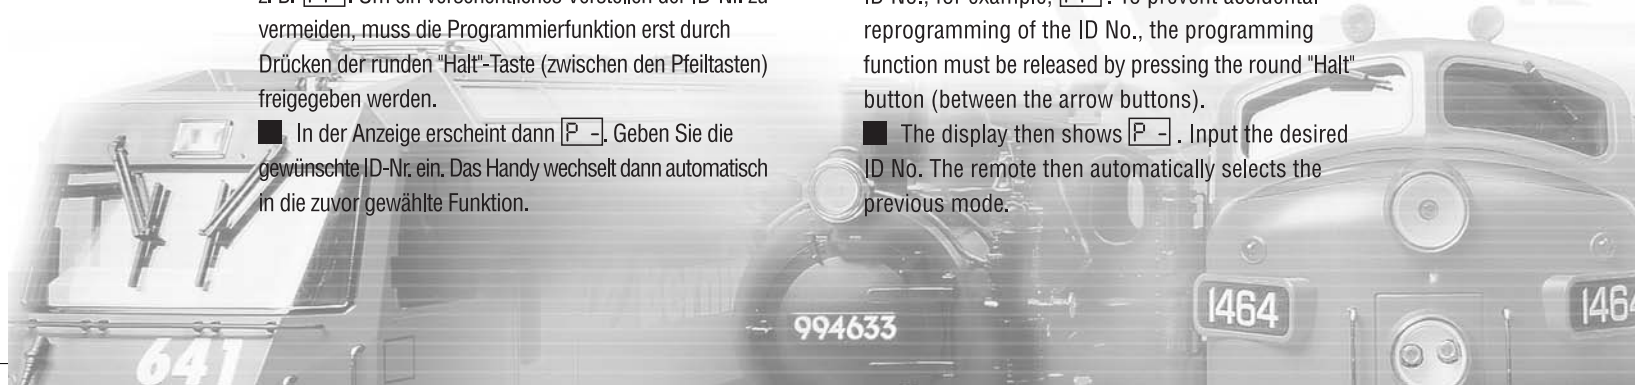 vermeiden, muss die Programmierfunktion erst durch
Drücken der runden "Halt"-Taste (zwischen den Pfeiltasten)
freigegeben werden.
■ In der Anzeige erscheint dann P -. Geben Sie die
gewünschte ID-Nr. ein. Das Handy wechselt dann automatisch
in die zuvor gewählte Funktion.
reprogramming of the ID No., the programming
function must be released by pressing the round "Halt"
button (between the arrow buttons).
■ The display then shows P - . Input the desired
ID No. The remote then automatically selects the
previous mode.
641
994633
1464